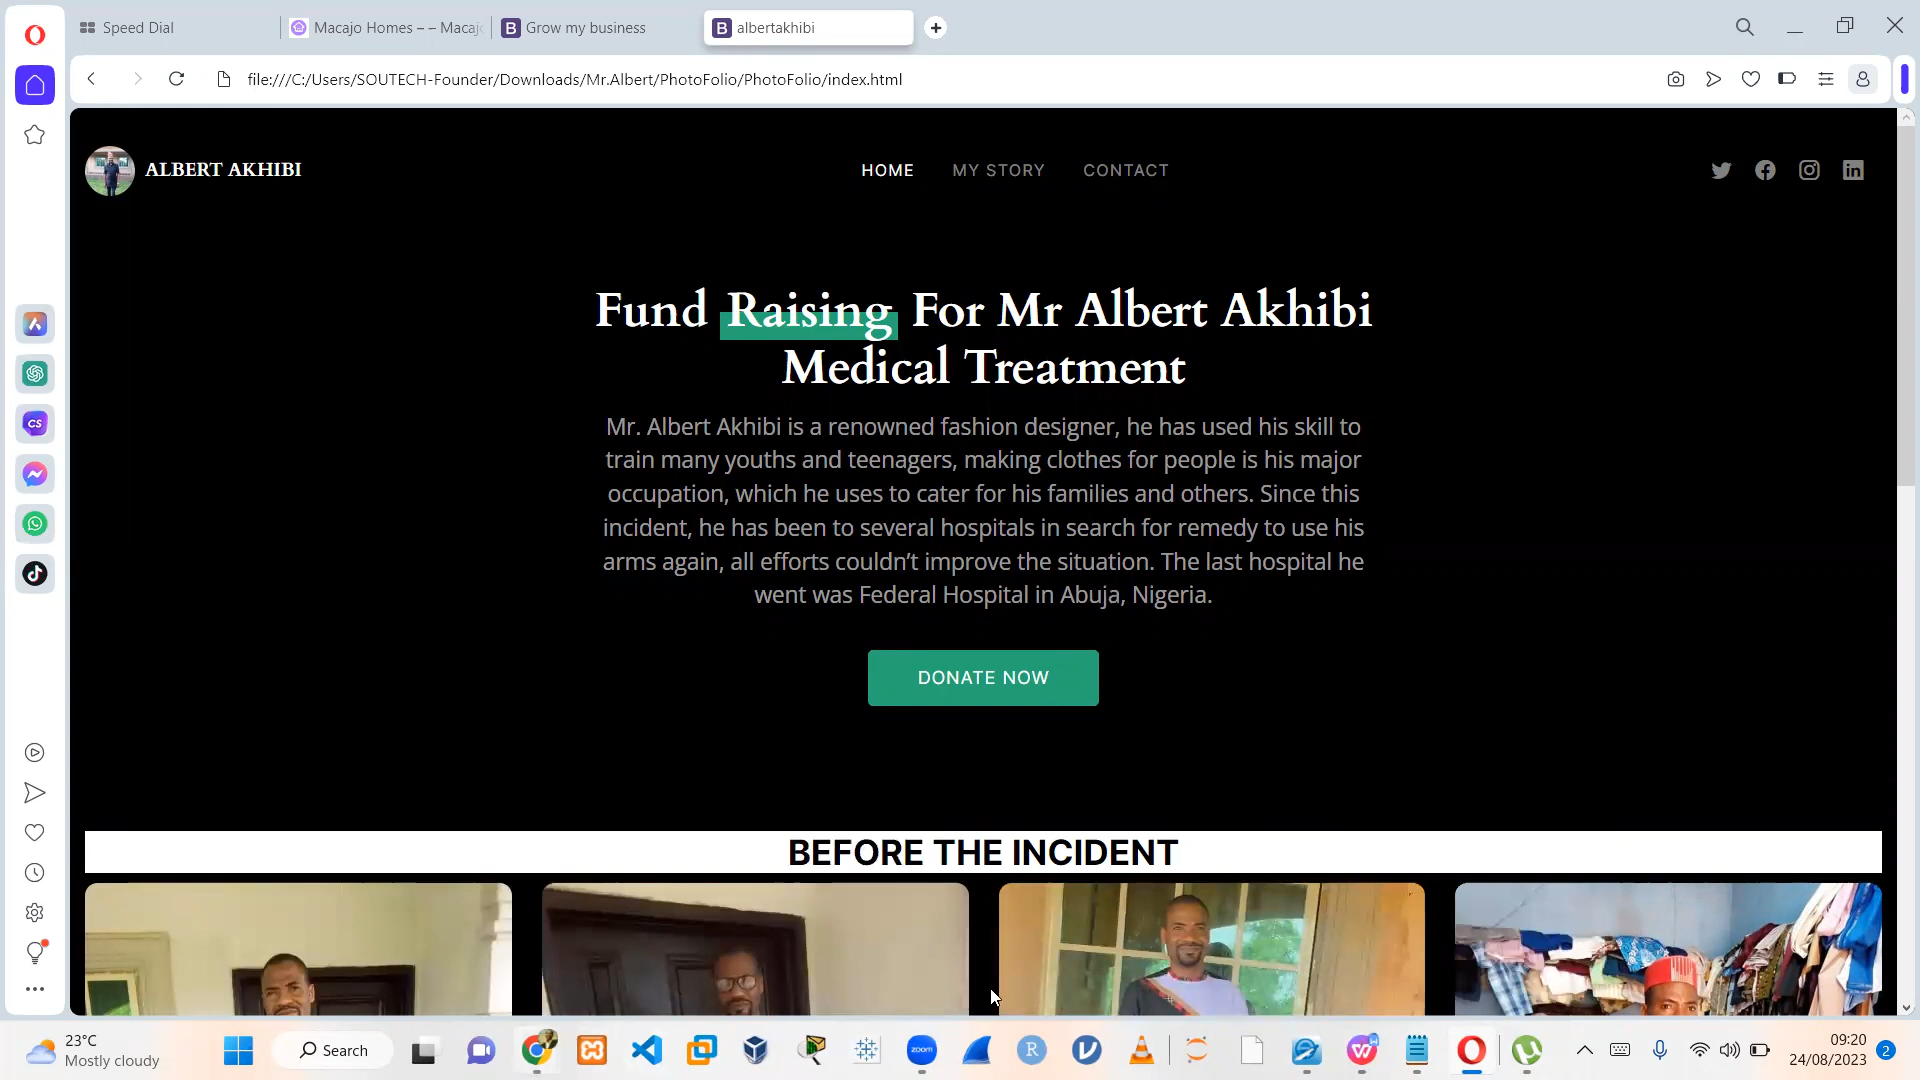 Speed Dial
Macajo Homes – – Macajo
Grow my business
albertakhibi
file:///C:/Users/SOUTECH-Founder/Downloads/Mr.Albert/PhotoFolio/PhotoFolio/index.html
ALBERT AKHIBI
HOME
MY STORY
CONTACT
Fund Raising For Mr Albert Akhibi
Medical Treatment
Mr. Albert Akhibi is a renowned fashion designer, he has used his skill to
train many youths and teenagers, making clothes for people is his major
occupation, which he uses to cater for his families and others. Since this
incident, he has been to several hospitals in search for remedy to use his
arms again, all efforts couldn’t improve the situation. The last hospital he
went was Federal Hospital in Abuja, Nigeria.
DONATE NOW
BEFORE THE INCIDENT
23°C
Mostly cloudy
Search
zoom
09:20
24/08/2023
2